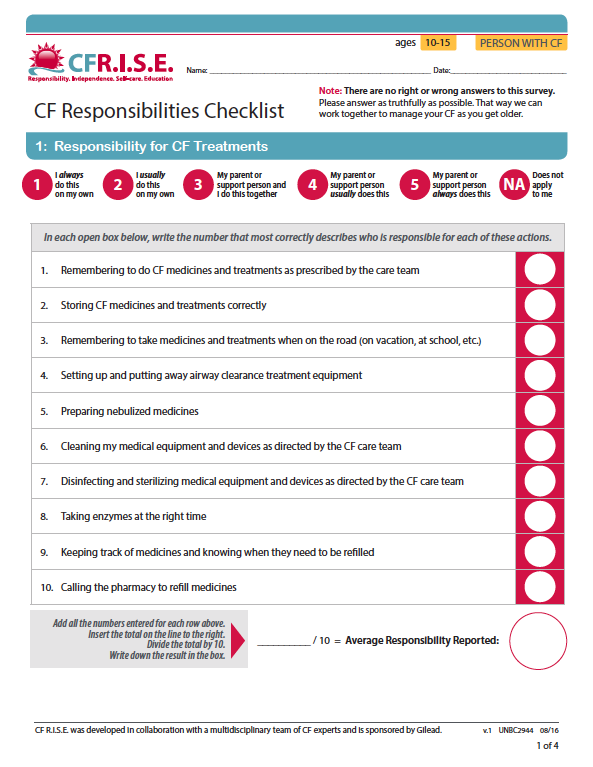 ages 10-15 PERSON WITH CF
CF R.I.S.E.
Responsibility. Independence. Self-care. Education
Name: Date:
CF Responsibilities Checklist
Note: There are no right or wrong answers to this survey.
Please answer as truthfully as possible. That way we can
work together to manage your CF as you get older.
1: Responsibility for CF Treatments
1 I always do this on my own
2 I usually do this on my own
3 My parent or support person and I do this together
4 My parent or support person usually does this
5 My parent or support person always does this
NA Does not apply to me
In each open box below, write the number that most correctly describes who is responsible for each of these actions.
1. Remembering to do CF medicines and treatments as prescribed by the care team
2. Storing CF medicines and treatments correctly
3. Remembering to take medicines and treatments when on the road (on vacation, at school, etc.)
4. Setting up and putting away airway clearance treatment equipment
5. Preparing nebulized medicines
6. Cleaning my medical equipment and devices as directed by the CF care team
7. Disinfecting and sterilizing medical equipment and devices as directed by the CF care team
8. Taking enzymes at the right time
9. Keeping track of medicines and knowing when they need to be refilled
10. Calling the pharmacy to refill medicines
Add all the numbers entered for each row above.
Insert the total on the line to the right.
Divide the total by 10.
Write down the result in the box.
/ 10 = Average Responsibility Reported:
CF R.I.S.E. was developed in collaboration with a multidisciplinary team of CF experts and is sponsored by Gilead. v.1 UNBC2944 08/16
1 of 4